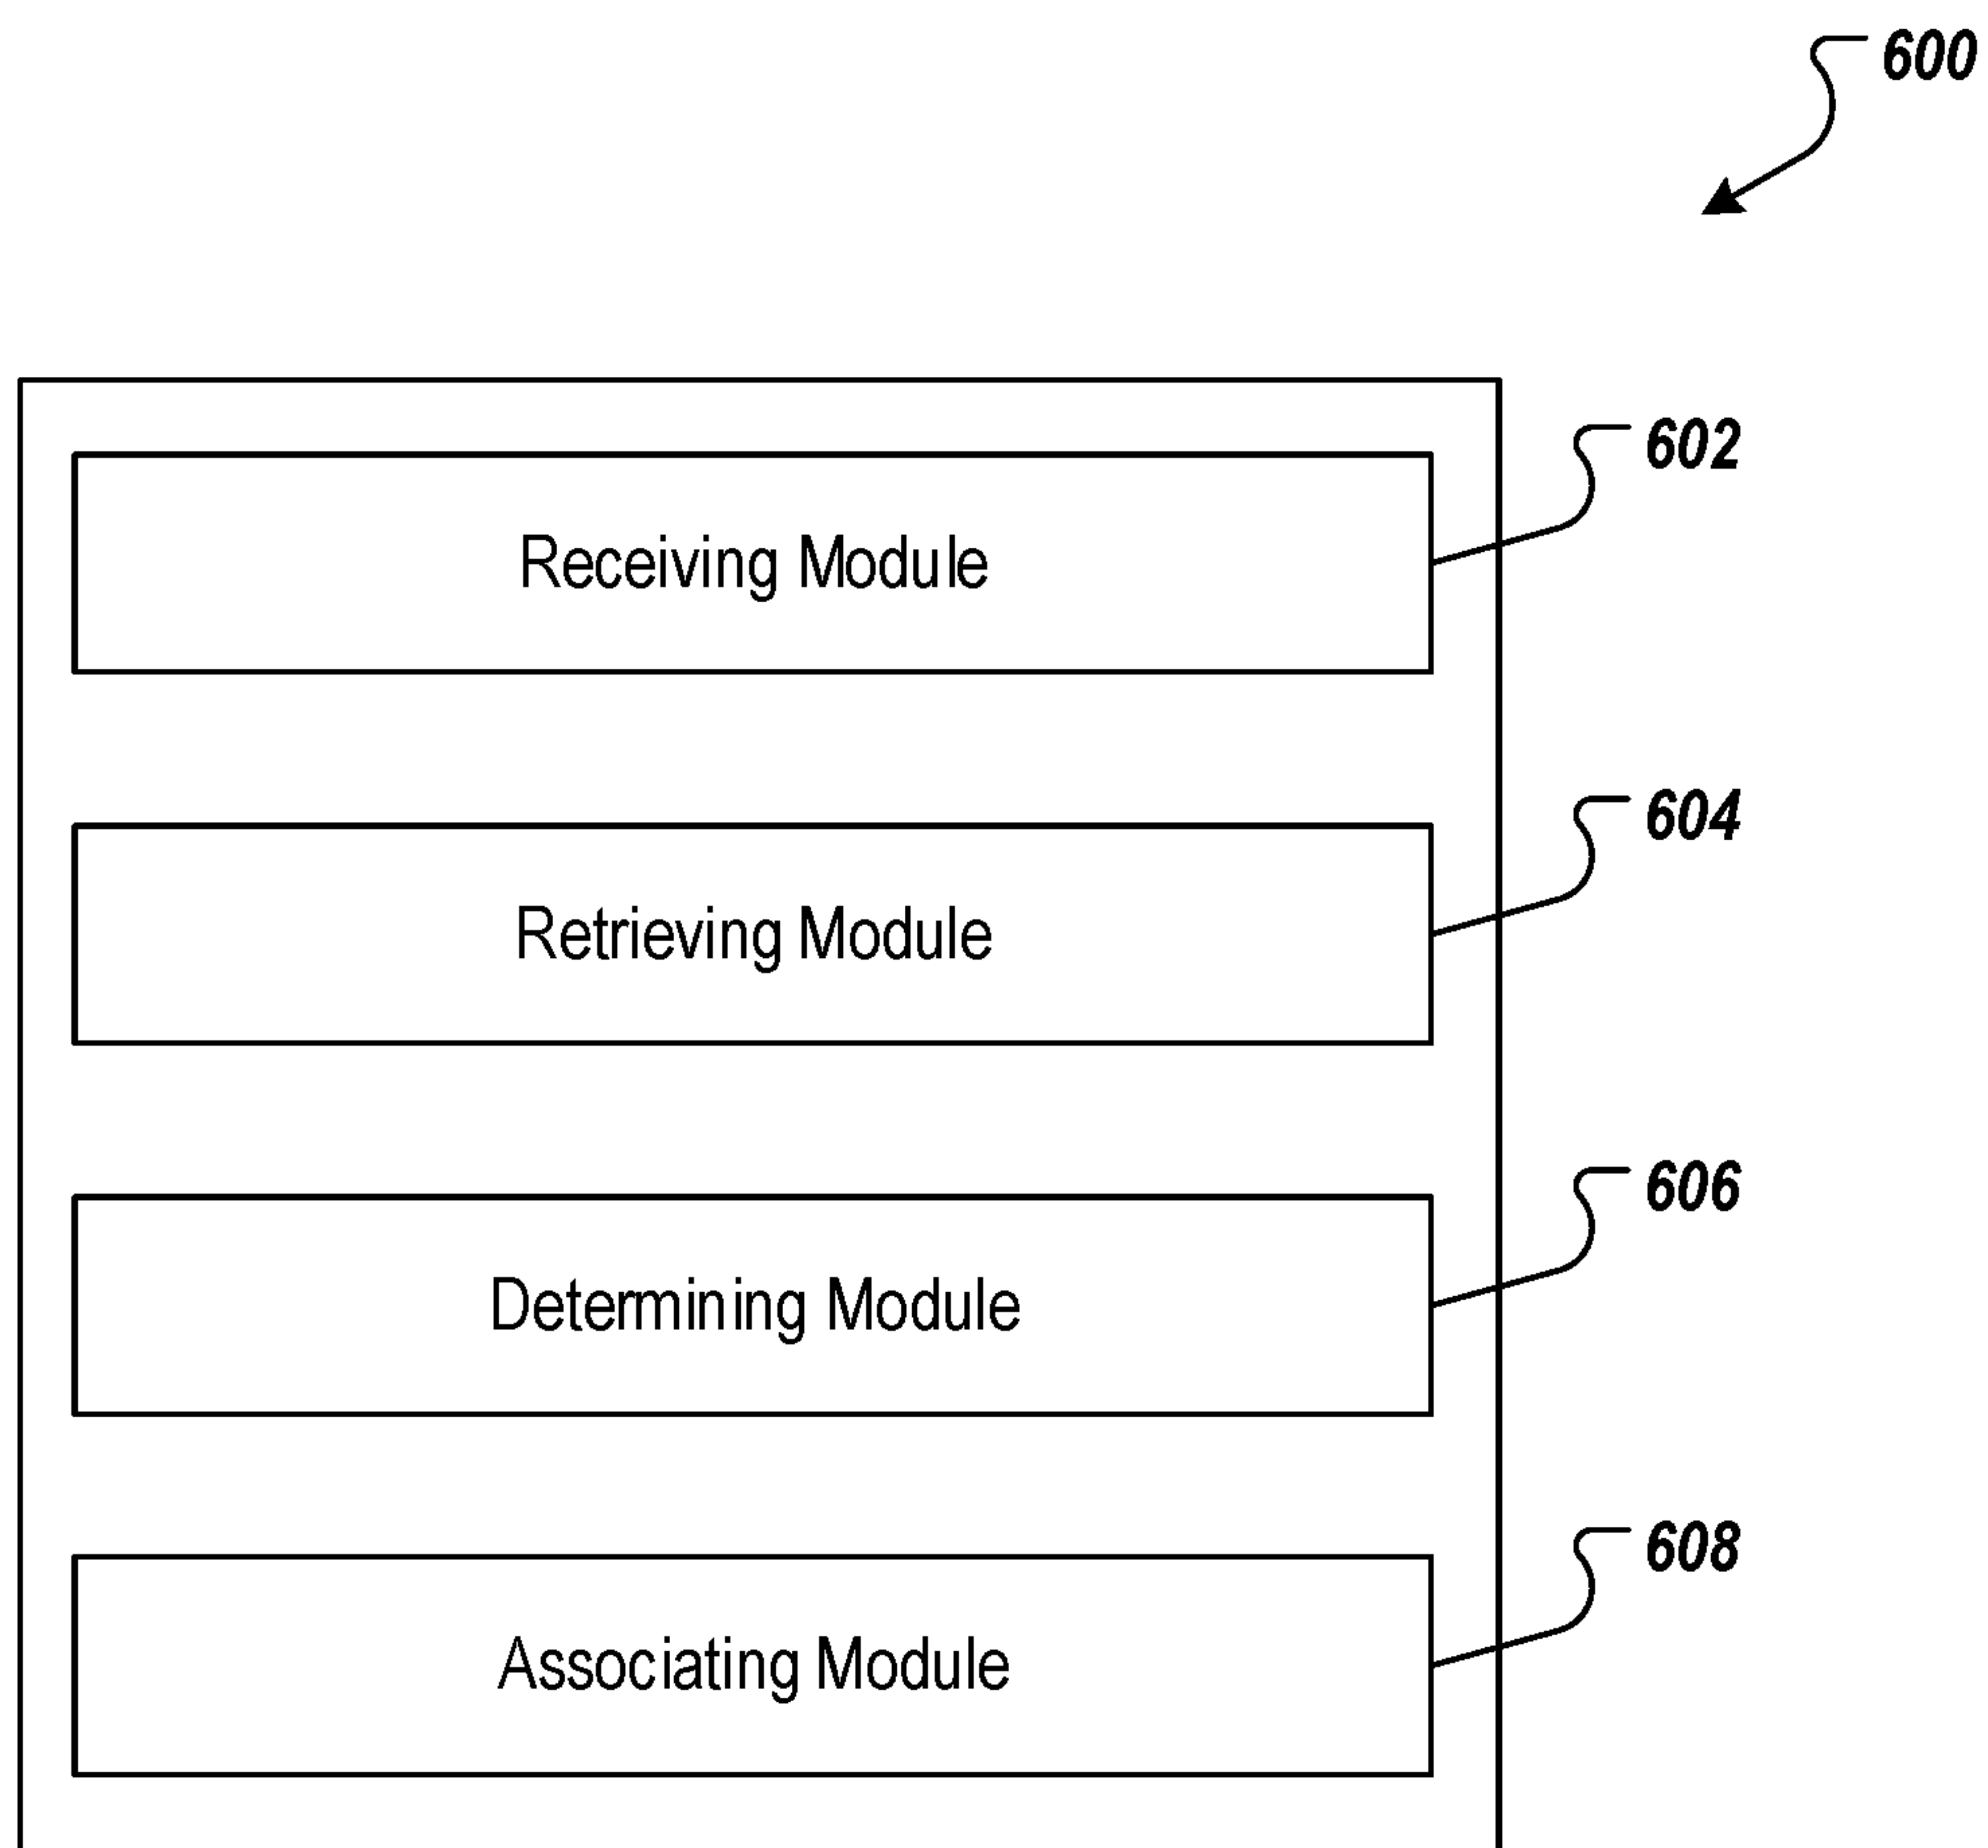 600
602
Receiving Module
604
Retrieving Module
606
Determining Module
608
Associating Module